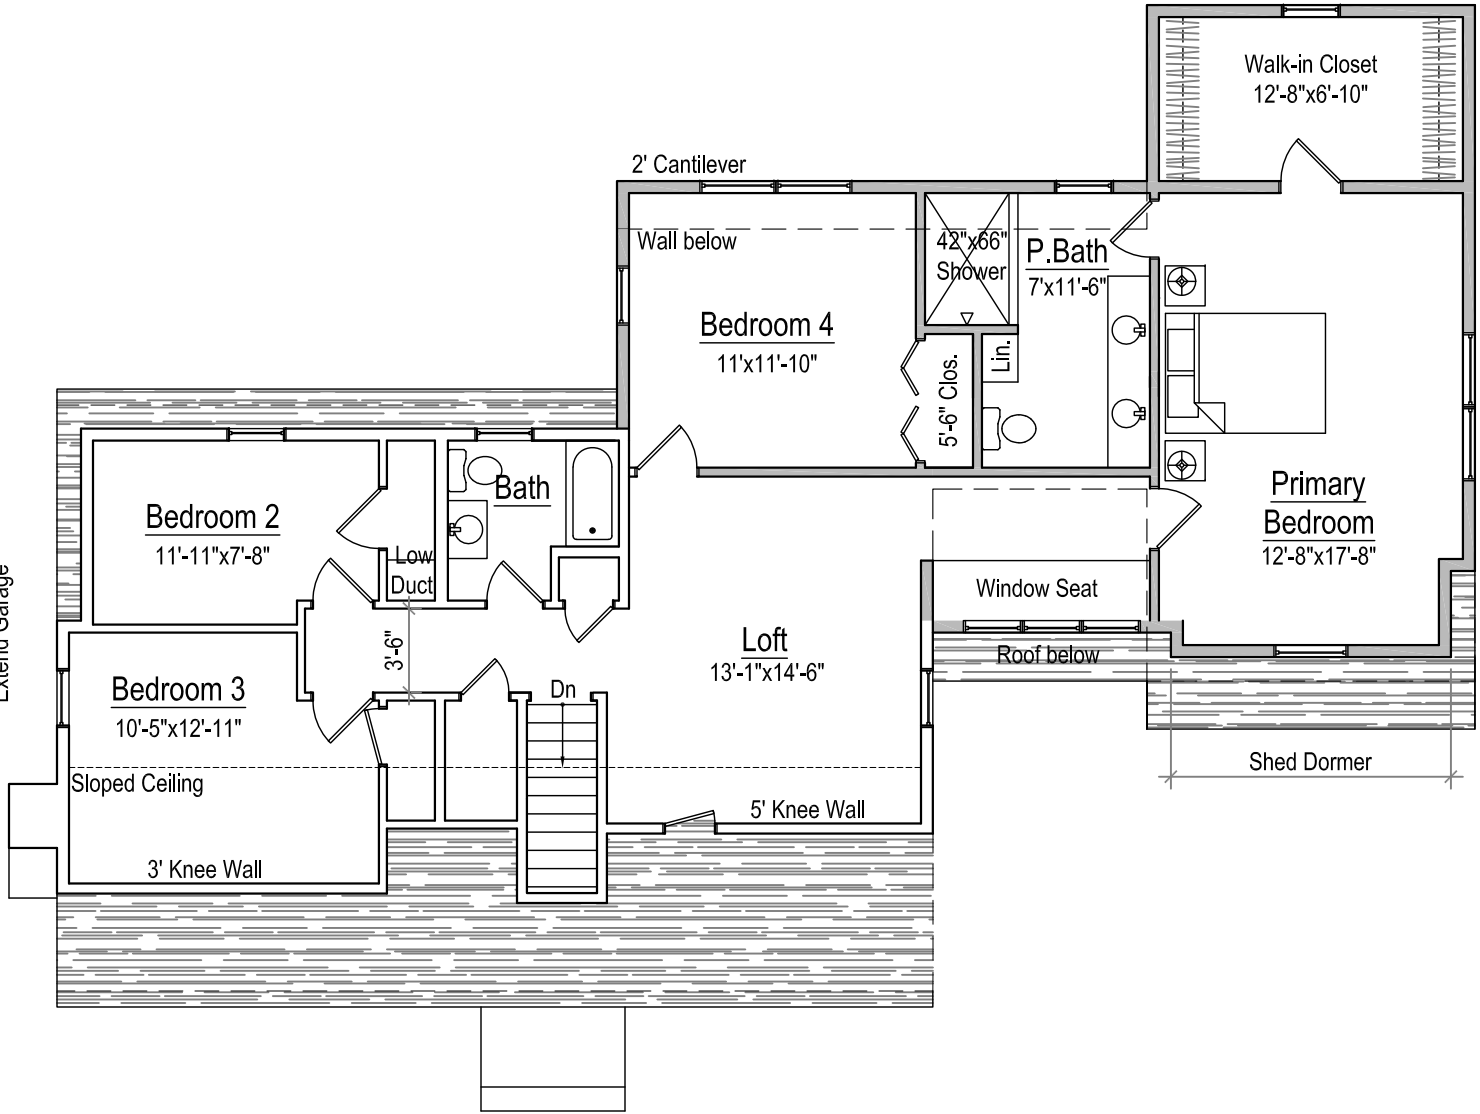 Walk-in Closet
12'-8"x6'-10"
2' Cantilever
Wall below
42"x66"
Shower
P.Bath
7'x11'-6"
Bedroom 4
11'x11'-10"
5'-6" Clos.
Lin.
Primary
Bedroom
12'-8"x17'-8"
Bedroom 2
11'-11"x7'-8"
Bath
Low
Duct
Extend Garage
3'-6"
Window Seat
Loft
13'-1"x14'-6"
Roof below
Bedroom 3
10'-5"x12'-11"
Dn
Sloped Ceiling
Shed Dormer
5' Knee Wall
3' Knee Wall